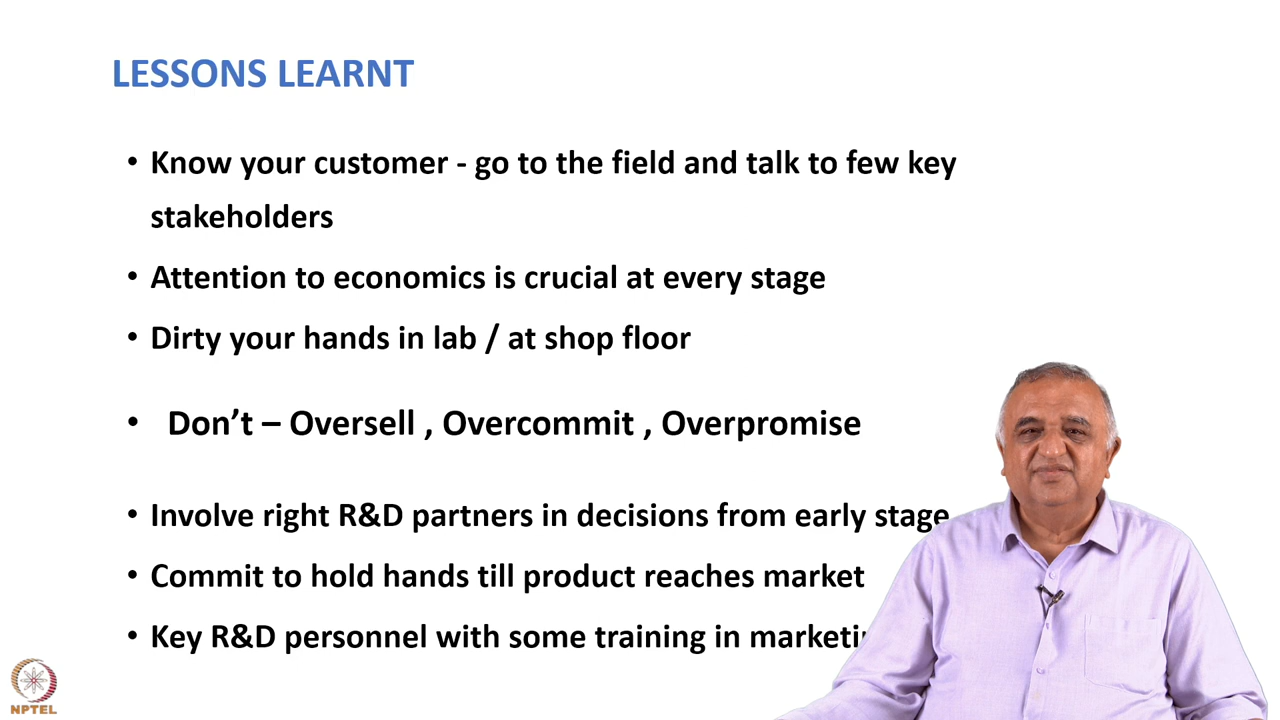 LESSONS LEARNT
• Know your customer - go to the field and talk to few key
stakeholders
• Attention to economics is crucial at every stage
• Dirty your hands in lab / at shop floor
• Don’t – Oversell , Overcommit , Overpromise
• Involve right R&D partners in decisions from early stage
• Commit to hold hands till product reaches market
• Key R&D personnel with some training in
NPTEL